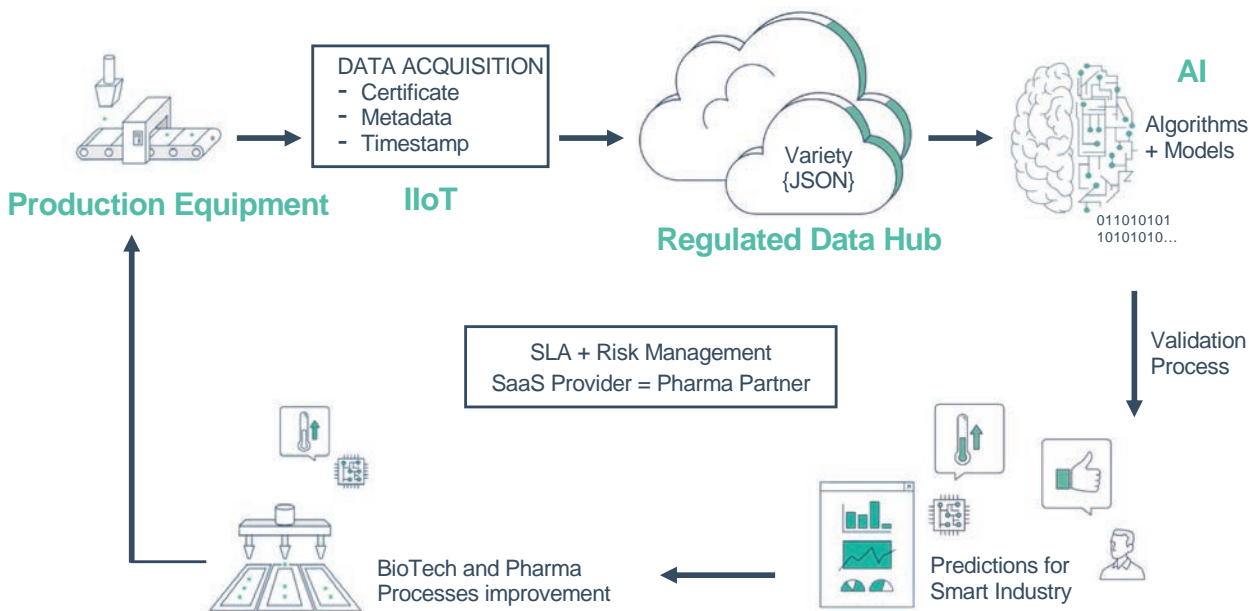 DATA ACQUISITION
- Certificate
- Metadata
- Timestamp
IIoT
Production Equipment
Variety
{JSON}
Regulated Data Hub
AI
Algorithms
+ Models
011010101
10101010...
Validation
Process
SLA + Risk Management
SaaS Provider = Pharma Partner
Predictions for
Smart Industry
BioTech and Pharma
Processes improvement